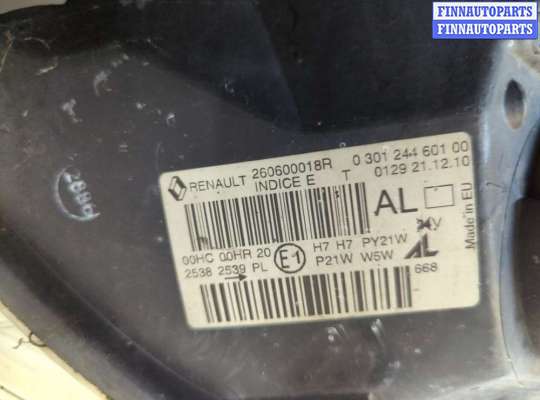 FINNAUTOPARTS
FINNAUTOPARTS
RENAULT 260600018R 0 301 244 601 00
INDICE E T 0129 21.12.10
AL
Made in EU
00HC 00HR 20 E1 H7 H7 PY21W
2538 2539 PL P21W W5W AL
668